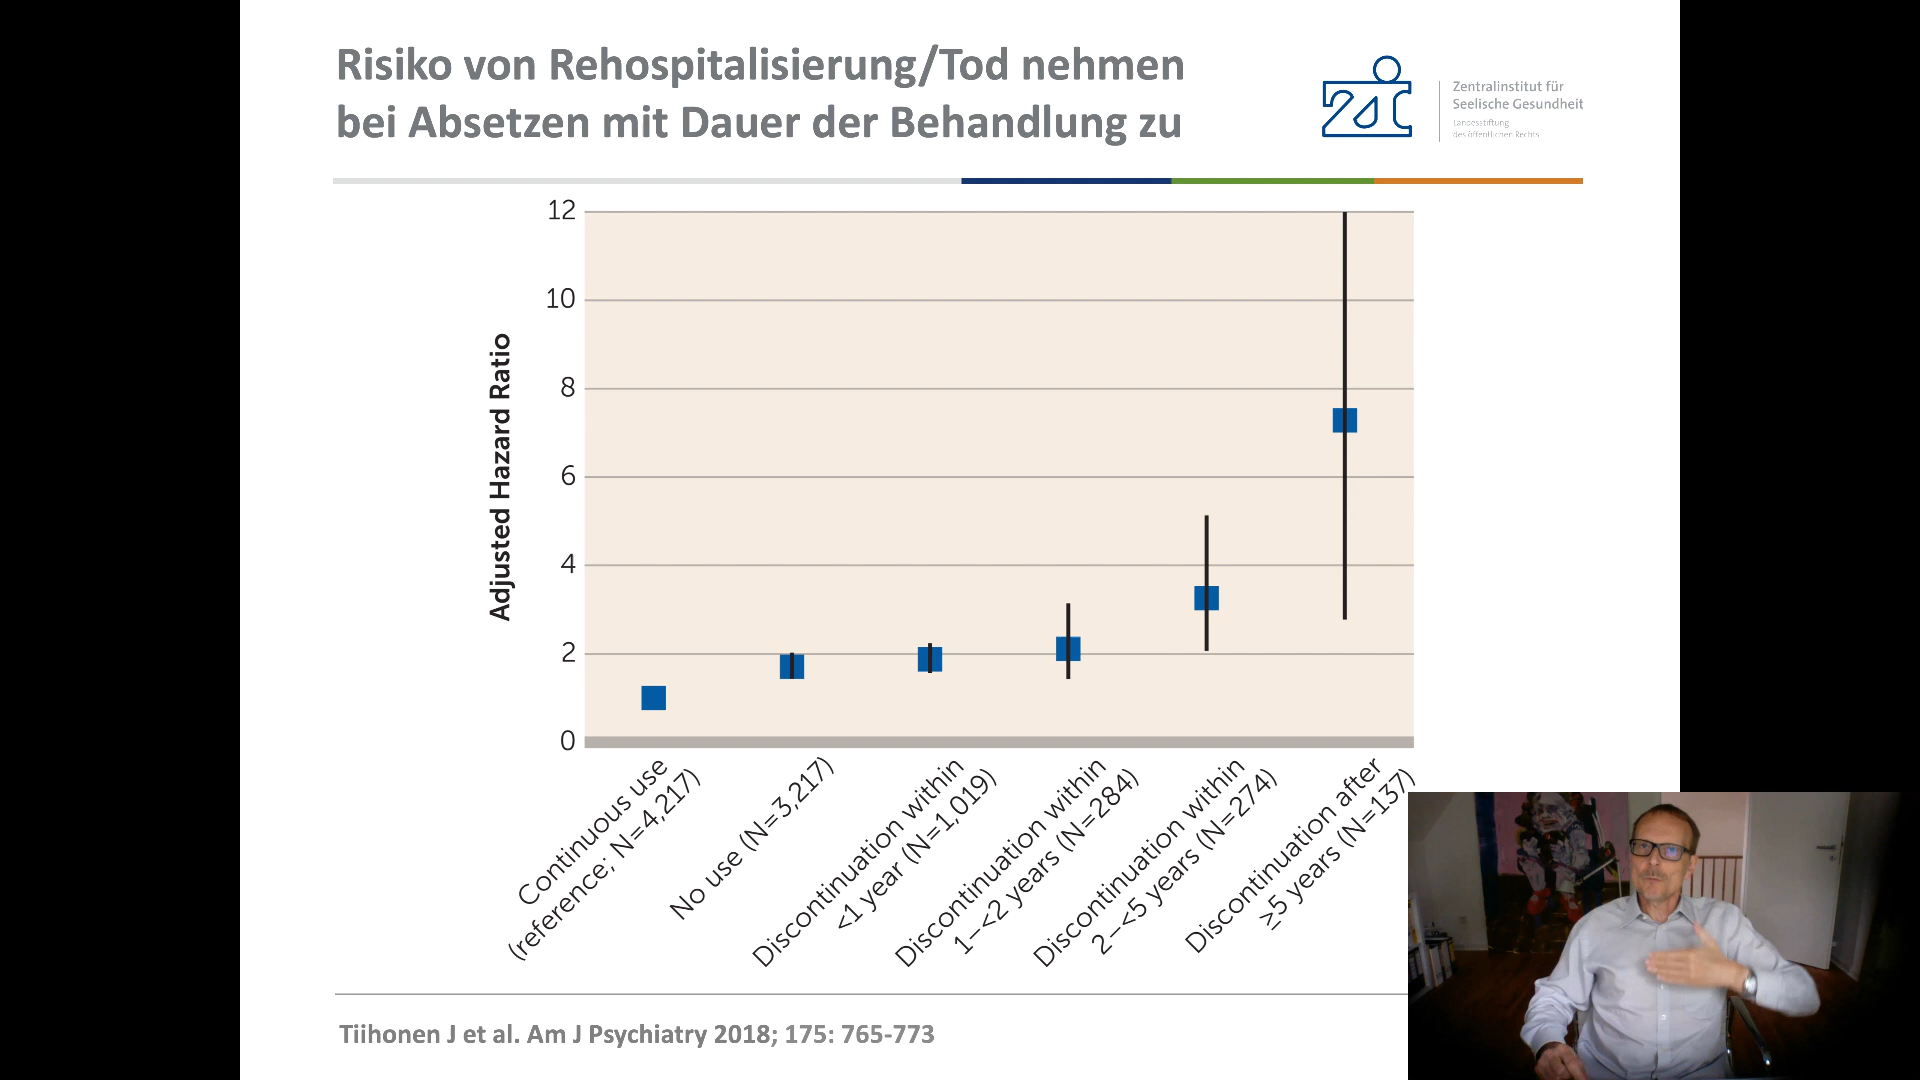 Risiko von Rehospitalisierung/Tod nehmen
bei Absetzen mit Dauer der Behandlung zu
Zentralinstitut für
Seelische Gesundheit
Landesstiftung
des öffentlichen Rechts
Adjusted Hazard Ratio
12
10
8
6
4
2
0
Continuous use
(reference; N=4,217)
No use (N=3,217)
Discontinuation within
<1 year (N=1,019)
Discontinuation within
1–<2 years (N=284)
Discontinuation within
2–<5 years (N=274)
Discontinuation after
≥5 years (N=137)
Tiihonen J et al. Am J Psychiatry 2018; 175: 765-773